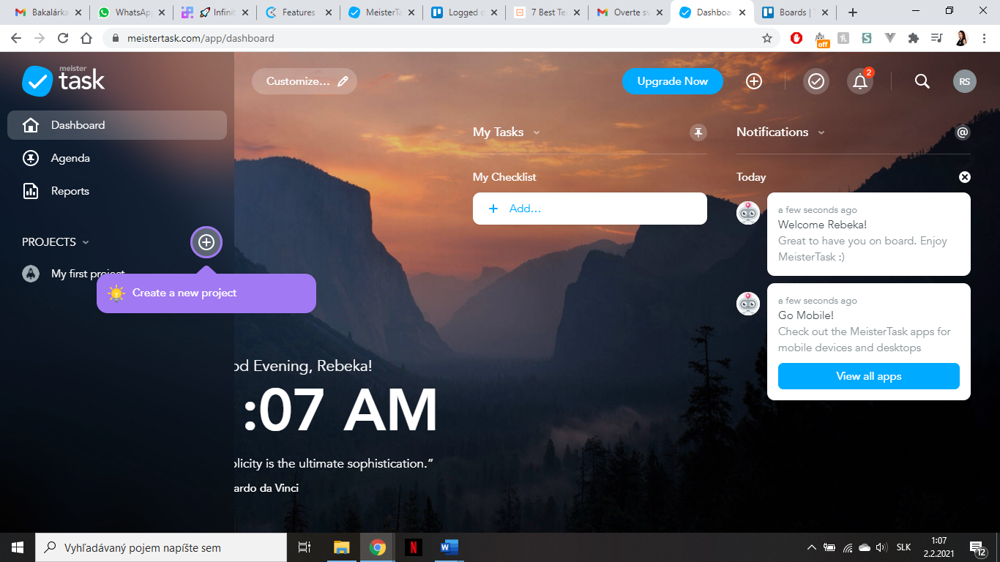 Bakalárka
WhatsApp
Infinit
Features
MeisterTa
Logged o
7 Best Te
Overte sv
Dashboa
Boards | T
meistertask.com/app/dashboard
off
meister
task
Customize...
Upgrade Now
2
RS
Dashboard
Agenda
Reports
PROJECTS
My first project
Create a new project
My Tasks
My Checklist
Add...
Notifications
@
Today
a few seconds ago
Welcome Rebeka!
Great to have you on board. Enjoy
MeisterTask :)
a few seconds ago
Go Mobile!
Check out the MeisterTask apps for
mobile devices and desktops
View all apps
od Evening, Rebeka!
:07 AM
plicity is the ultimate sophistication.”
ardo da Vinci
Vyhľadávaný pojem napíšte sem
SLK
1:07
2.2.2021
12